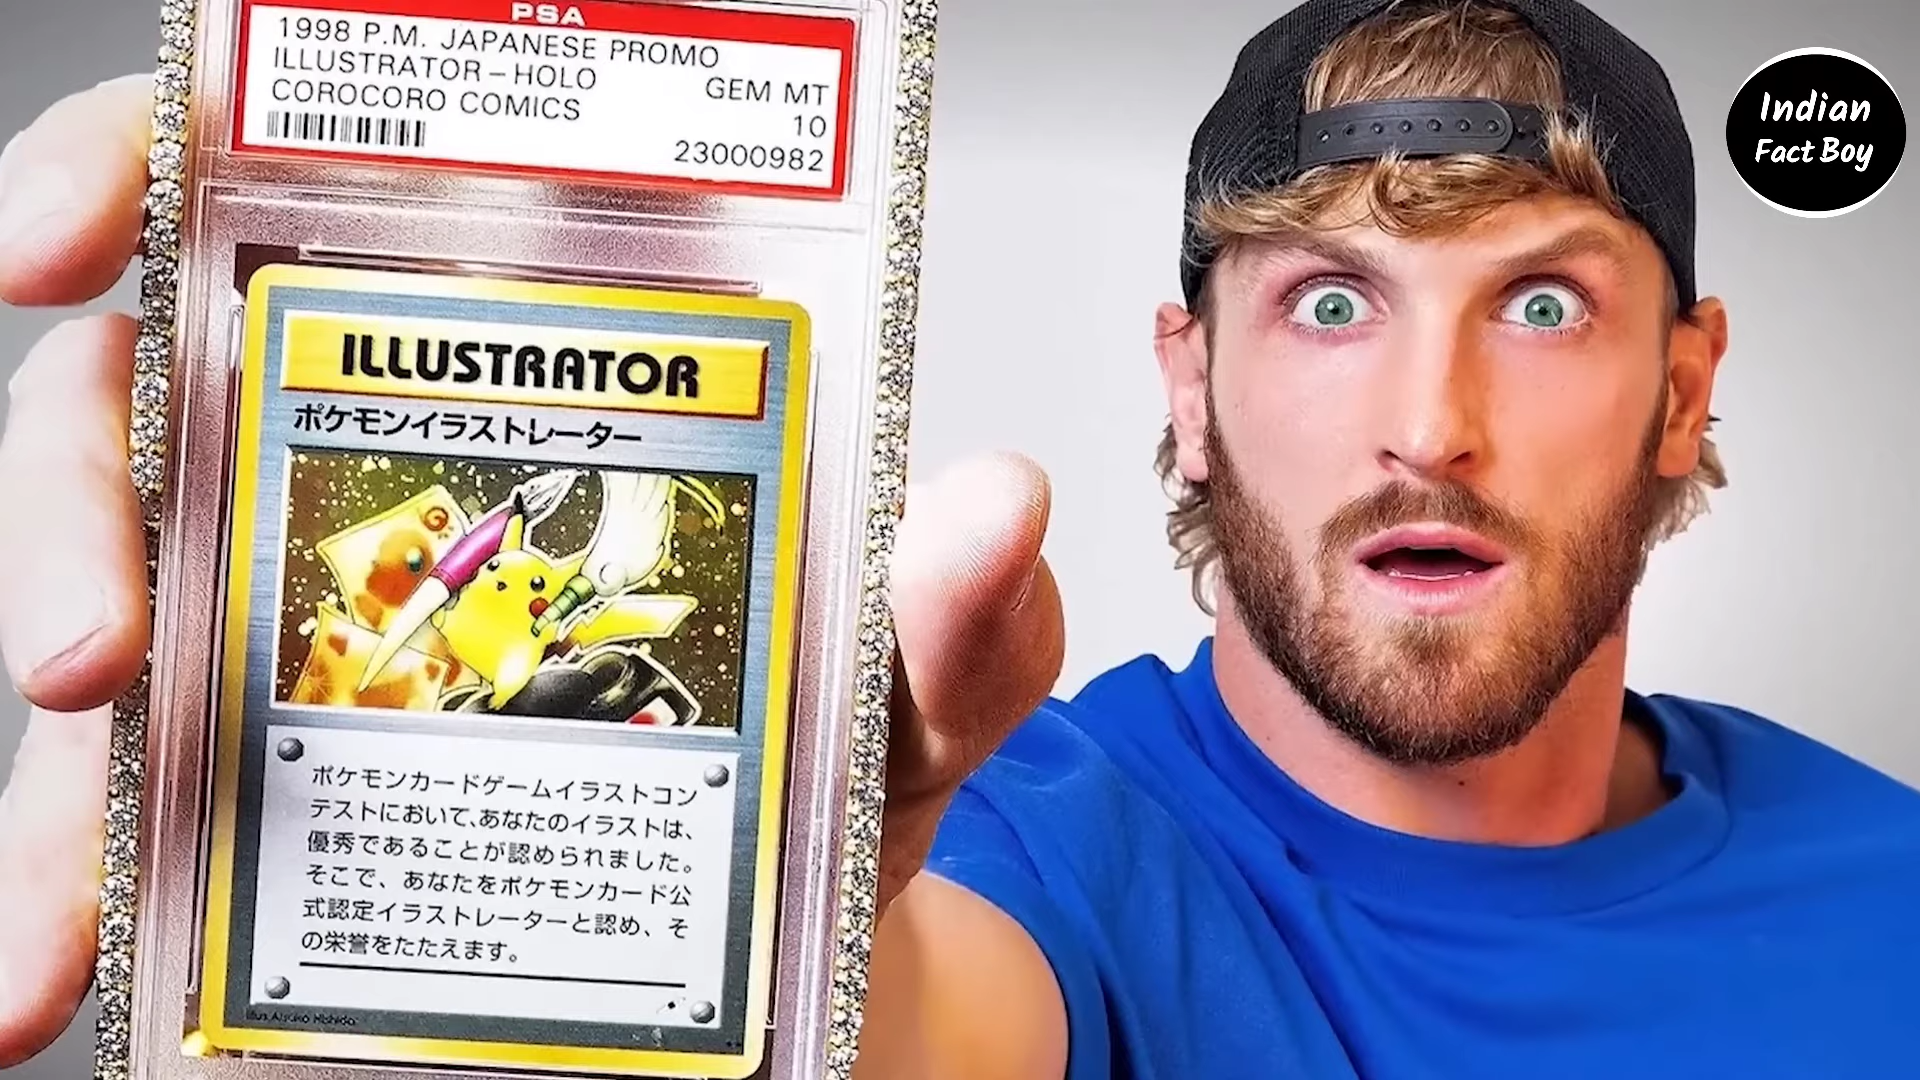 PSA
1998 P.M. JAPANESE PROMO
ILLUSTRATOR – HOLO
GEM MT
COROCORO COMICS
10
23000982
ILLUSTRATOR
ポケモンイラストレーター
ポケモンカードゲームイラストコン
テストにおいて、あなたのイラストは、
優秀であることが認められました。
そこで、あなたをポケモンカード公
式認定イラストレーターと認め、そ
の栄誉をたたえます。
Illus. Atsuko Nishida
Indian
Fact Boy